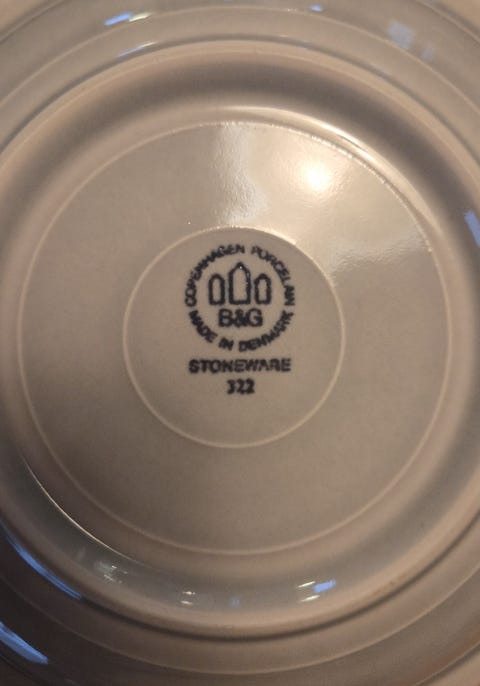 COPENHAGEN PORCELAIN
B&G
MADE IN DENMARK
STONEWARE
322